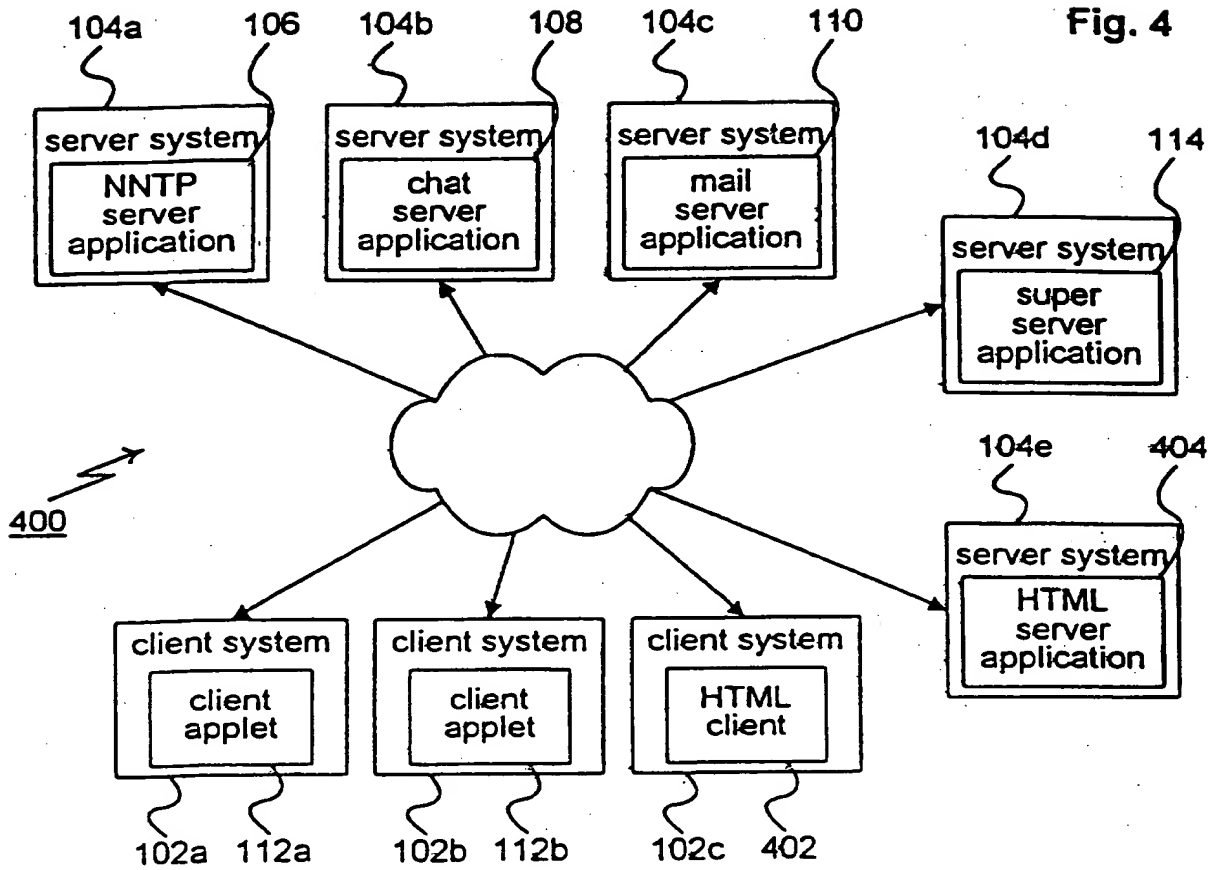 104a
106
104b
108
104c
110
Fig. 4
server system
NNTP
server
application
server system
chat
server
application
server system
mail
server
application
104d
114
server system
super
server
application
400
104e
404
server system
HTML
server
application
client system
client
applet
client system
client
applet
client system
HTML
client
102a
112a
102b
112b
102c
402